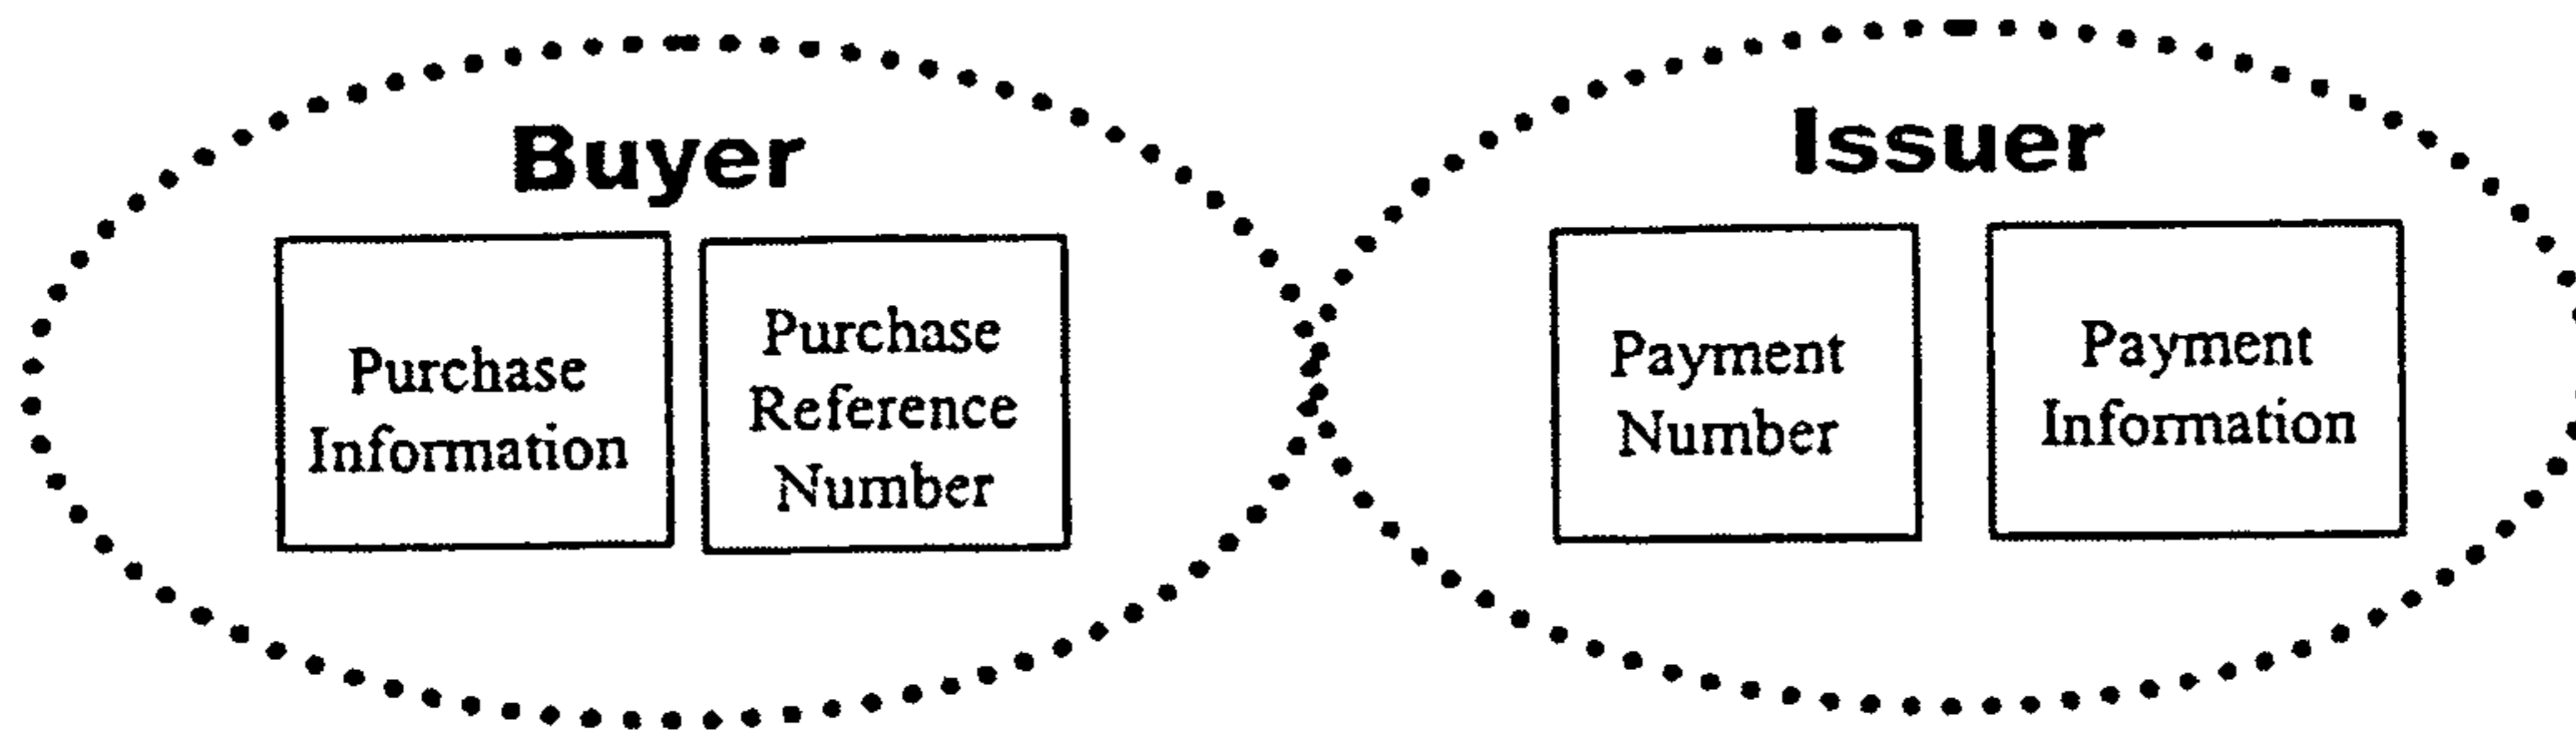 Buyer
Purchase
Information
Purchase
Reference
Number
Issuer
Payment
Number
Payment
Information